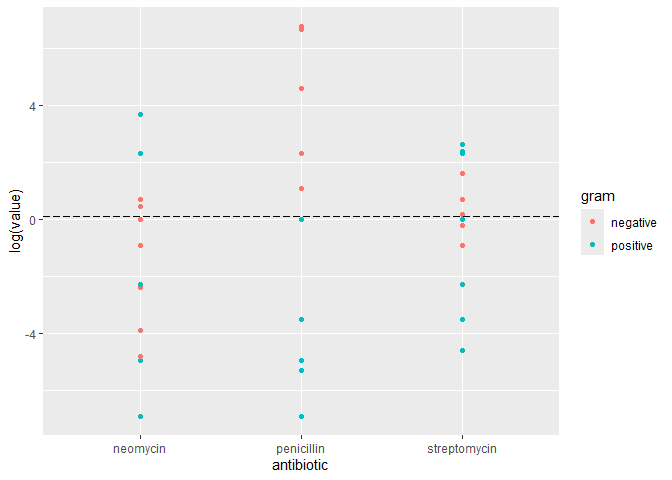 4
0
-4
log(value)
neomycin
penicillin
streptomycin
antibiotic
gram
negative
positive